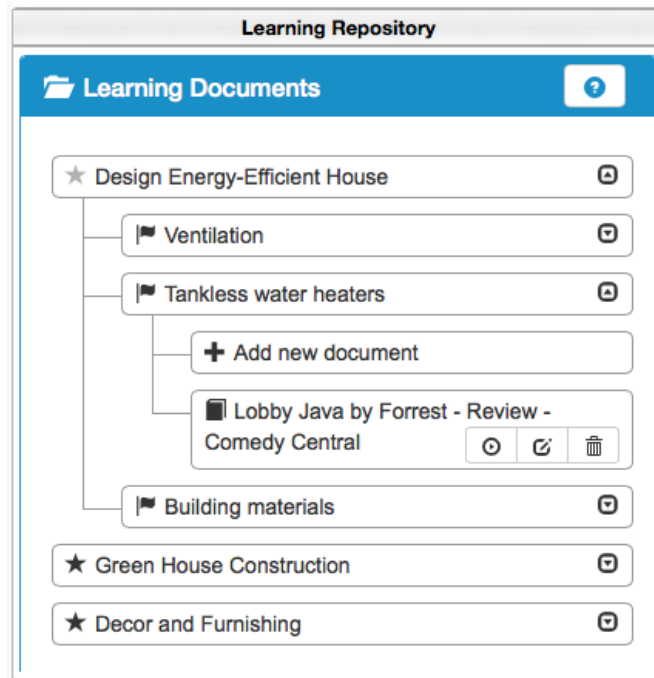 Learning Repository
Learning Documents
Design Energy-Efficient House
Ventilation
Tankless water heaters
Add new document
Lobby Java by Forrest - Review -
Comedy Central
Building materials
Green House Construction
Decor and Furnishing